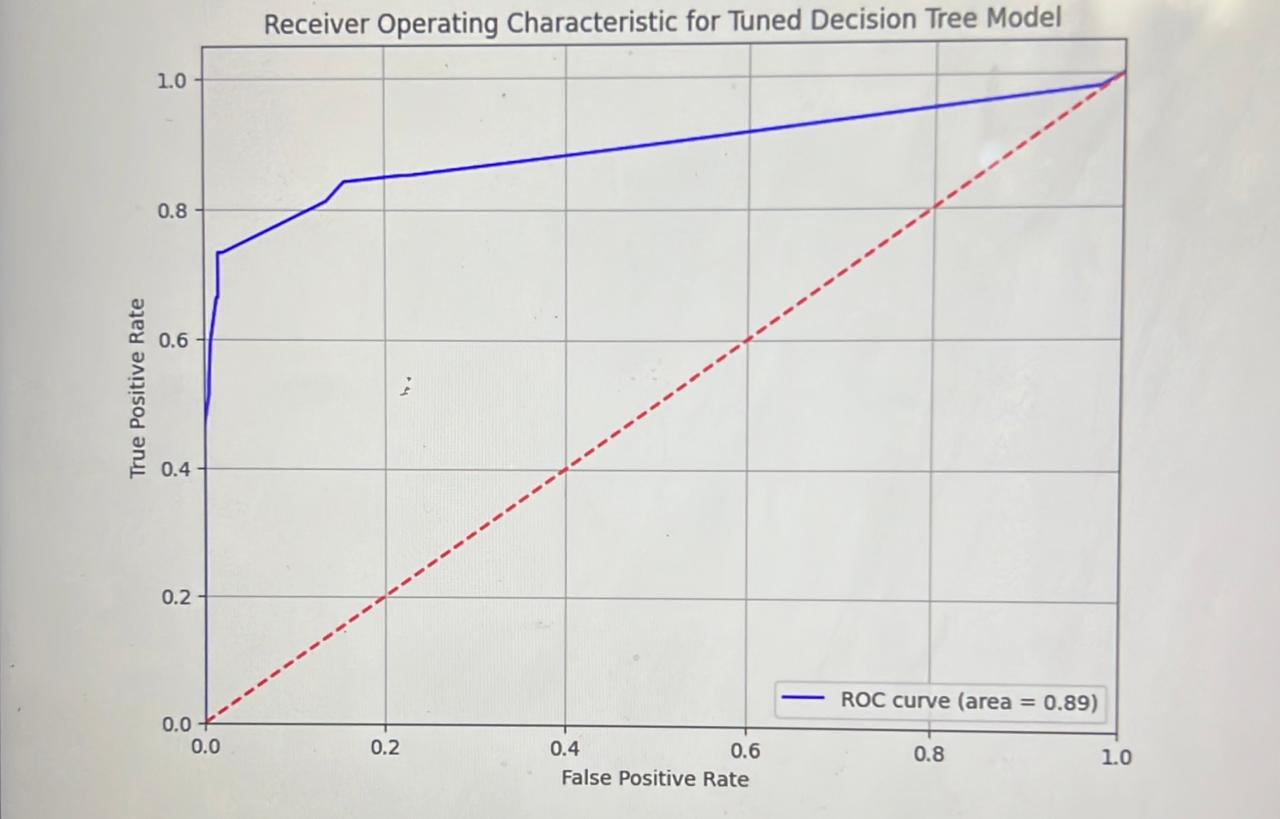 Receiver Operating Characteristic for Tuned Decision Tree Model
1.0
0.8
0.6
0.4
0.2
0.0
True Positive Rate
0.0 0.2 0.4 0.6 0.8 1.0
False Positive Rate
ROC curve (area = 0.89)